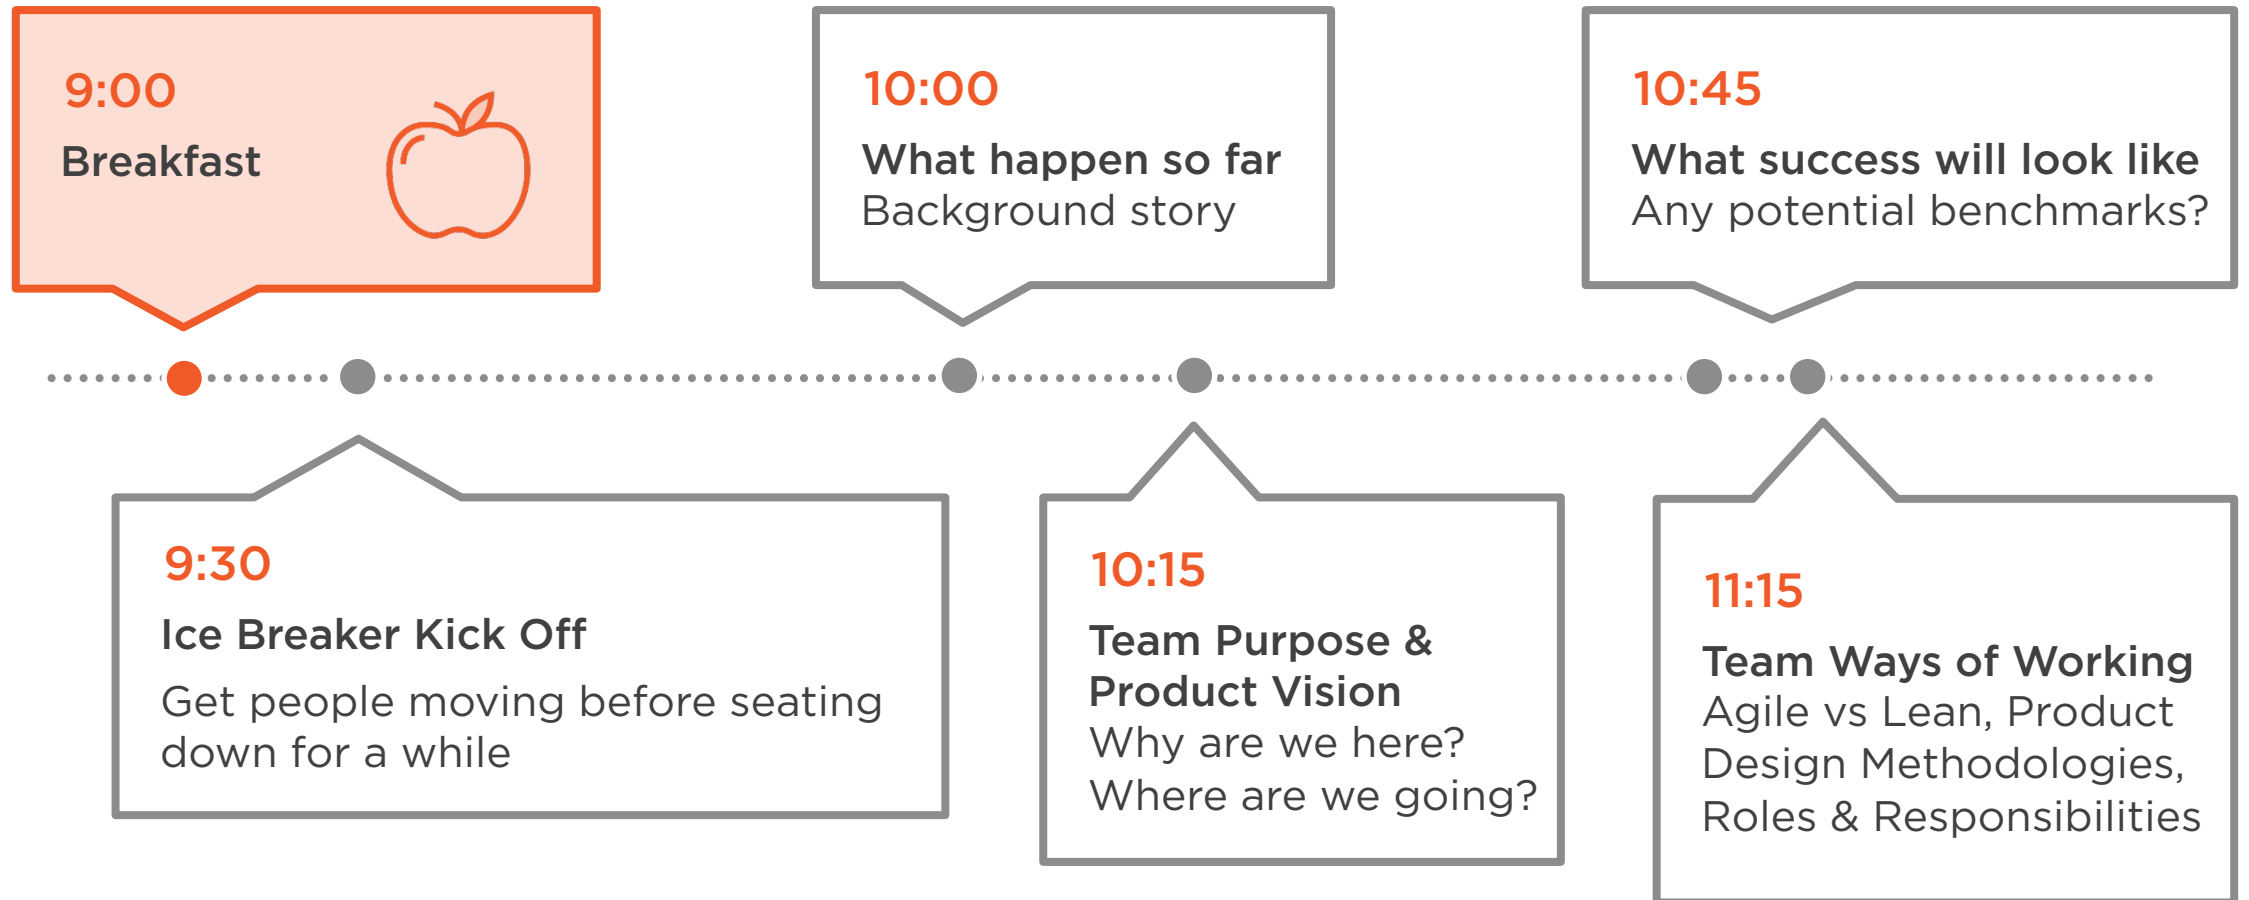 9:00
Breakfast
9:30
Ice Breaker Kick Off
Get people moving before seating
down for a while
10:00
What happen so far
Background story
10:15
Team Purpose &
Product Vision
Why are we here?
Where are we going?
10:45
What success will look like
Any potential benchmarks?
11:15
Team Ways of Working
Agile vs Lean, Product
Design Methodologies,
Roles & Responsibilities